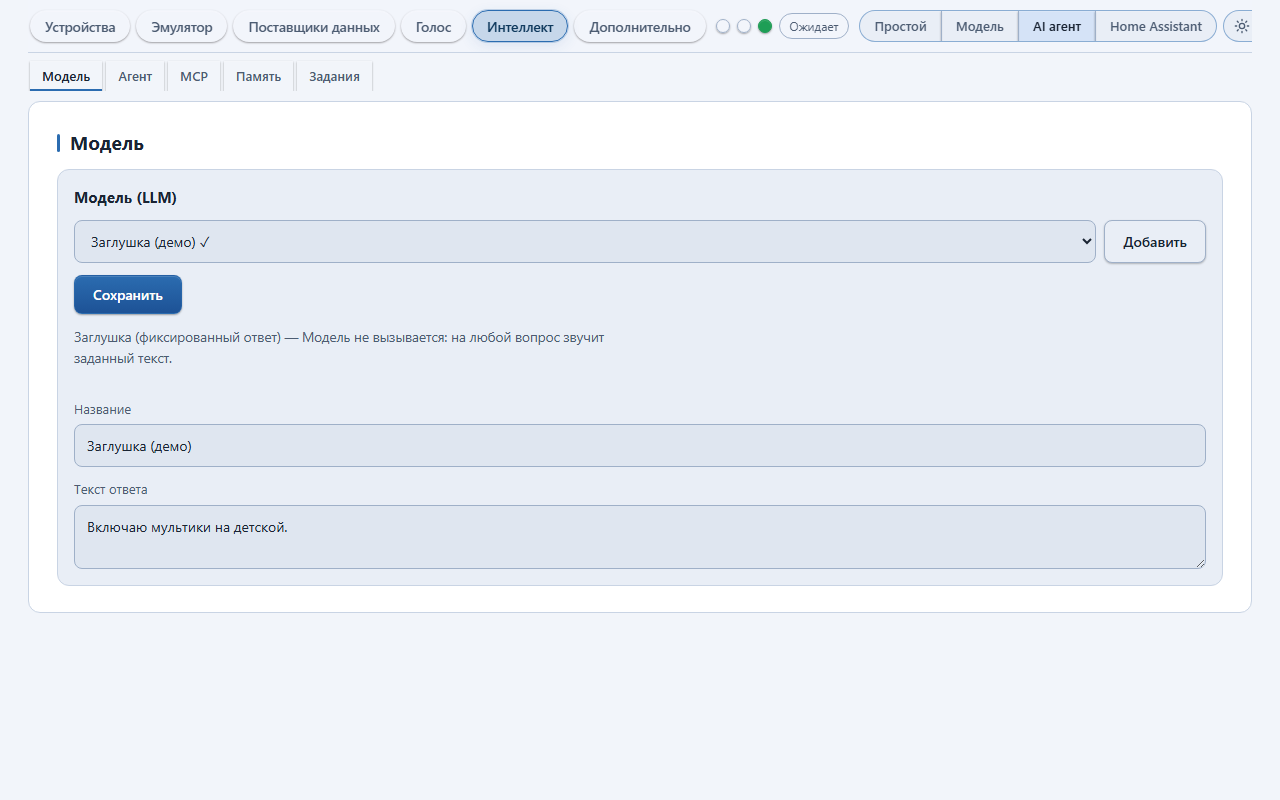 Устройства Эмулятор Поставщики данных Голос Интеллект Дополнительно Ожидает Простой Модель AI агент Home Assistant
Модель Агент MCP Память Задания
Модель
Модель (LLM)
Заглушка (демо) ✓ Добавить
Сохранить
Заглушка (фиксированный ответ) — Модель не вызывается: на любой вопрос звучит
заданный текст.
Название
Заглушка (демо)
Текст ответа
Включаю мультики на детской.